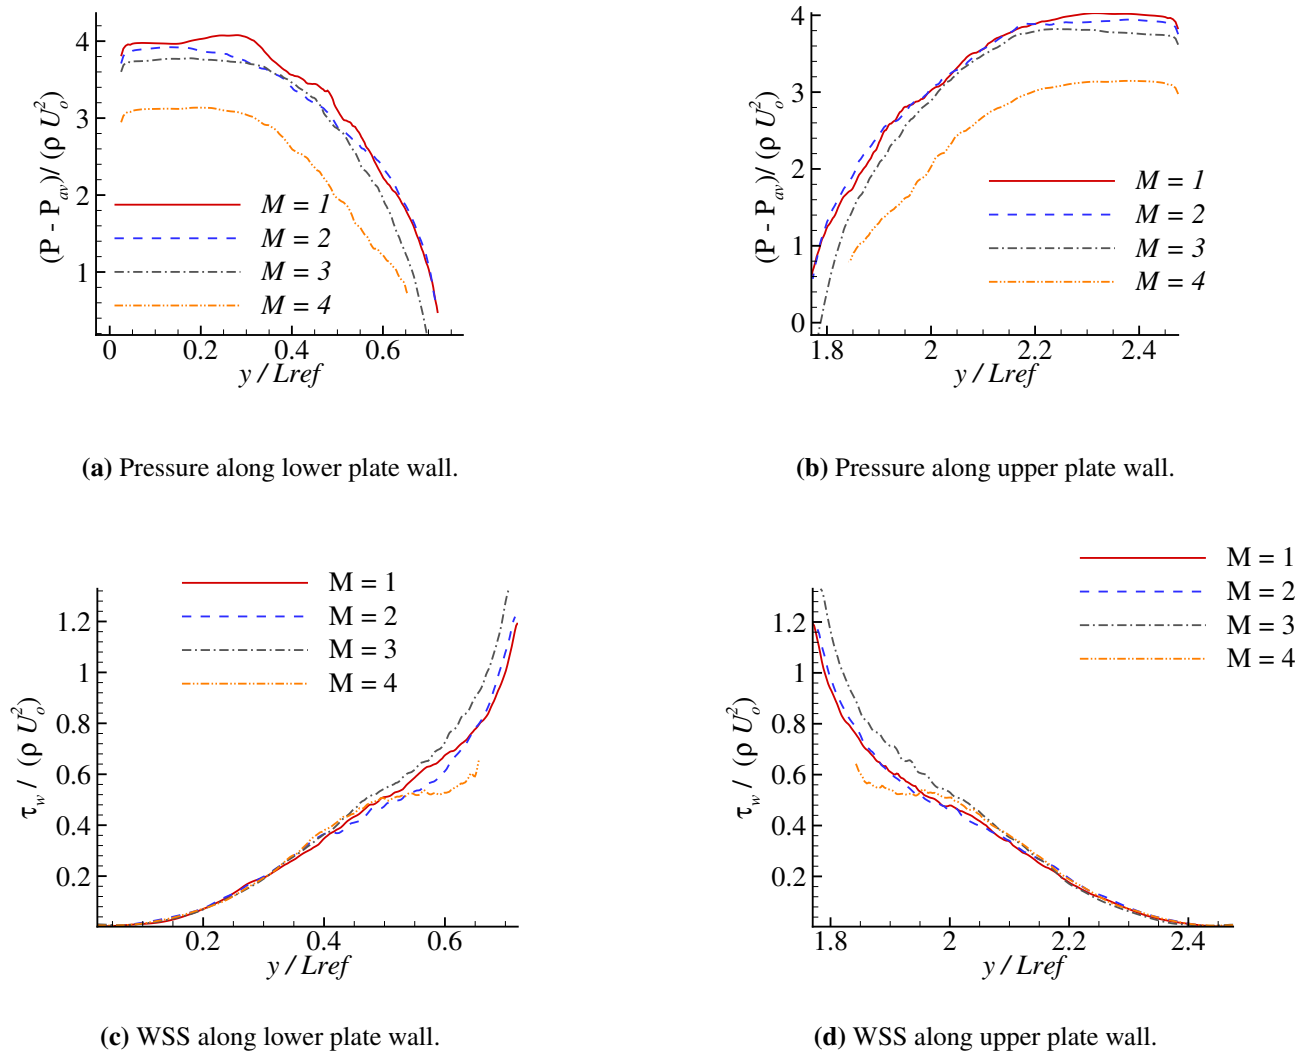 (P - P_av)/ (ρ U_o^2)
4
3
2
1
M = 1
M = 2
M = 3
M = 4
0 0.2 0.4 0.6
y / Lref
(a) Pressure along lower plate wall.
(P - P_av)/ (ρ U_o^2)
4
3
2
1
0
M = 1
M = 2
M = 3
M = 4
1.8 2 2.2 2.4
y / Lref
(b) Pressure along upper plate wall.
τ_w / (ρ U_o^2)
1.2
1
0.8
0.6
0.4
0.2
M = 1
M = 2
M = 3
M = 4
0.2 0.4 0.6
y / Lref
(c) WSS along lower plate wall.
τ_w / (ρ U_o^2)
1.2
1
0.8
0.6
0.4
0.2
M = 1
M = 2
M = 3
M = 4
1.8 2 2.2 2.4
y / Lref
(d) WSS along upper plate wall.